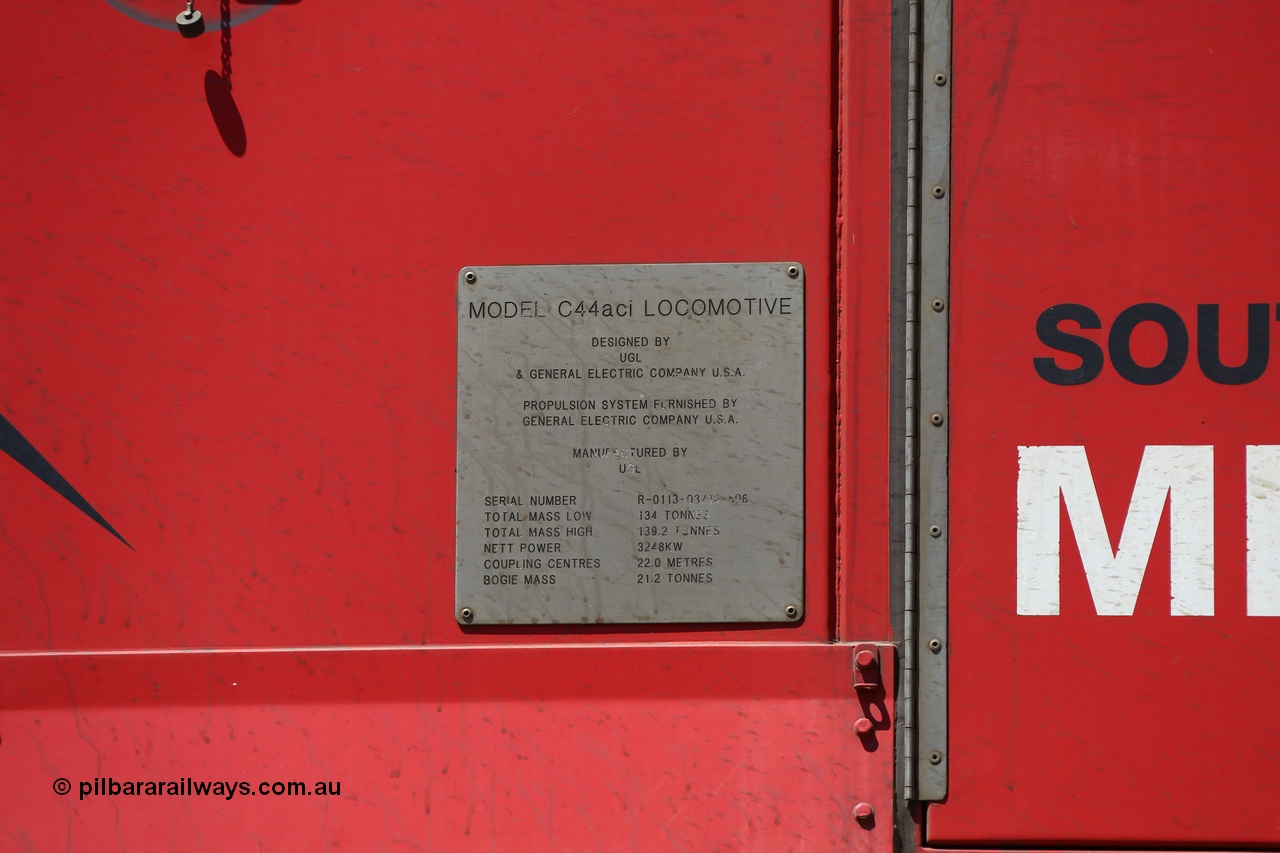 MODEL C44aci LOCOMOTIVE
DESIGNED BY
UGL
& GENERAL ELECTRIC COMPANY U.S.A.
PROPULSION SYSTEM FURNISHED BY
GENERAL ELECTRIC COMPANY U.S.A.
MANUFACTURED BY
UGL
SERIAL NUMBER
TOTAL MASS LOW 134 TONNES
TOTAL MASS HIGH 139.2 TONNES
NETT POWER 3248KW
COUPLING CENTRES 22.0 METRES
BOGIE MASS 21.2 TONNES
SOU
M
© pilbararailways.com.au